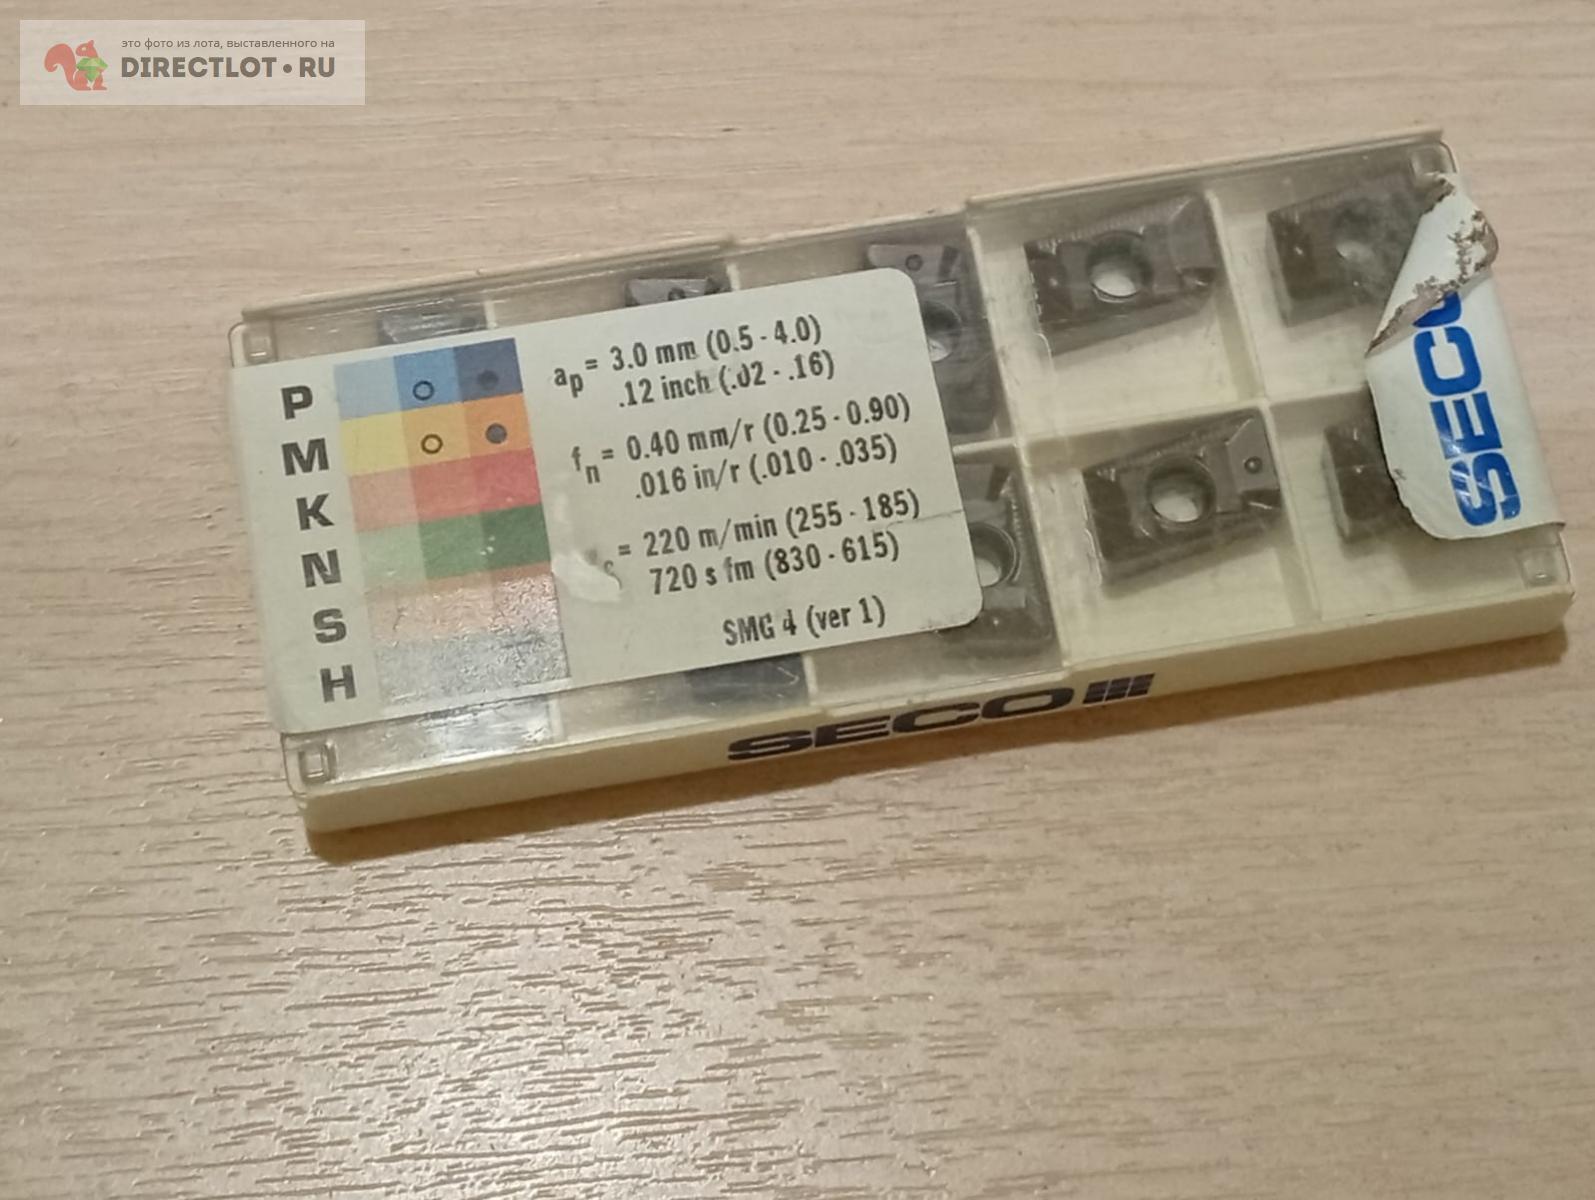 это фото из лота, выставленного на
DIRECTLOT.RU
P
M
K
N
S
H
ap = 3.0 mm (0.5 - 4.0)
.12 inch (.02 - .16)
fn = 0.40 mm/r (0.25 - 0.90)
.016 in/r (.010 - .035)
c = 220 m/min (255 - 185)
720 s fm (830 - 615)
SMG 4 (ver 1)
SECO
SECO